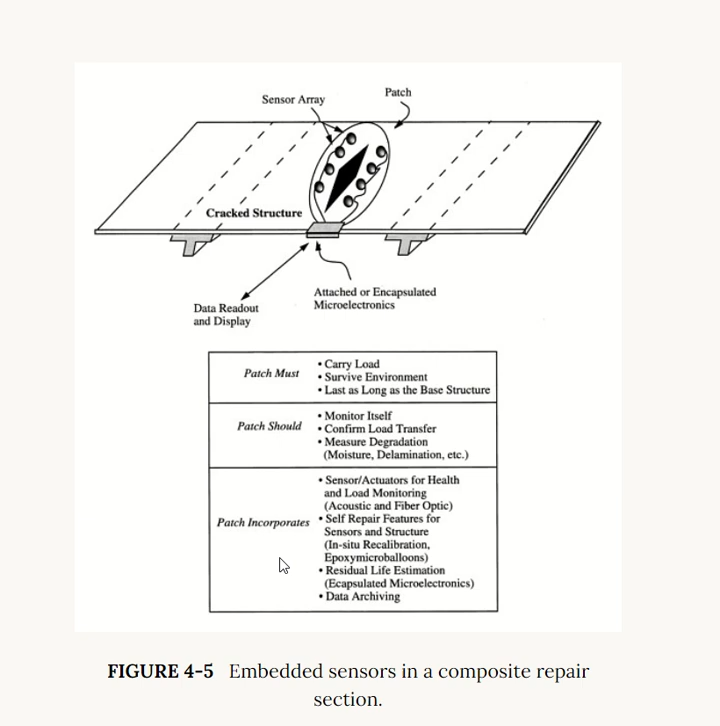 Sensor Array
Patch
Cracked Structure
Data Readout
and Display
Attached or Encapsulated
Microelectronics
Patch Must
• Carry Load
• Survive Environment
• Last as Long as the Base Structure
Patch Should
• Monitor Itself
• Confirm Load Transfer
• Measure Degradation
(Moisture, Delamination, etc.)
Patch Incorporates
• Sensor/Actuators for Health
and Load Monitoring
(Acoustic and Fiber Optic)
• Self Repair Features for
Sensors and Structure
(In-situ Recalibration,
Epoxymicroballoons)
• Residual Life Estimation
(Ecapsulated Microelectronics)
• Data Archiving
FIGURE 4-5 Embedded sensors in a composite repair
section.